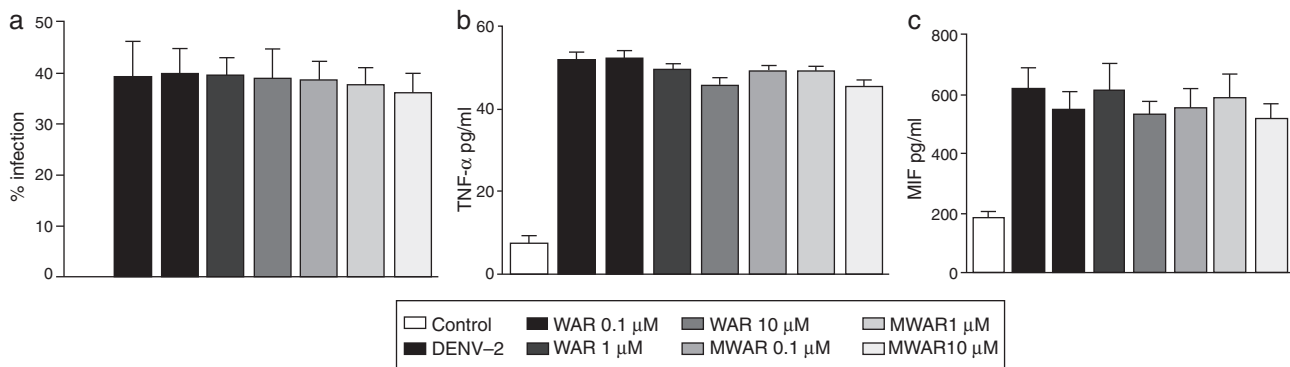 a
50
40
30
40
10
0
% infection
b
60
40
20
0
TNF-α pg/ml
c
800
600
400
200
0
MIF pg/ml
Control
WAR 0.1 μM
WAR 10 μM
MWAR1 μM
DENV–2
WAR 1 μM
MWAR 0.1 μM
MWAR10 μM